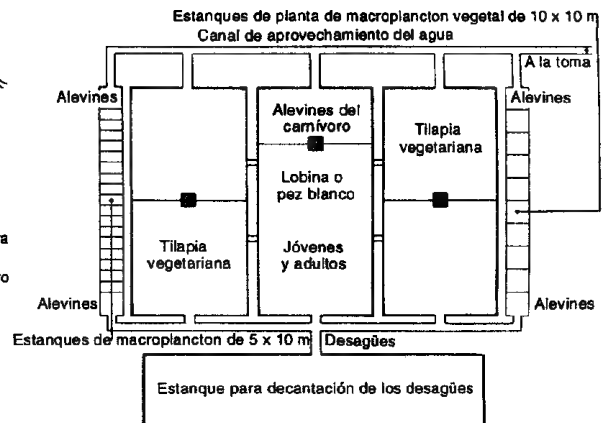 Estanques de planta de macroplancton vegetal de 10 x 10 m
Canal de aprovechamiento del agua
A la toma
Alevines
Alevines
Alevines del
carnívoro
Tilapia
vegetariana
Lobina o
pez blanco
Tilapia
vegetariana
Jóvenes
y adultos
Alevines
Alevines
Estanques de macroplancton de 5 x 10 m
Desagües
Estanque para decantación de los desagües